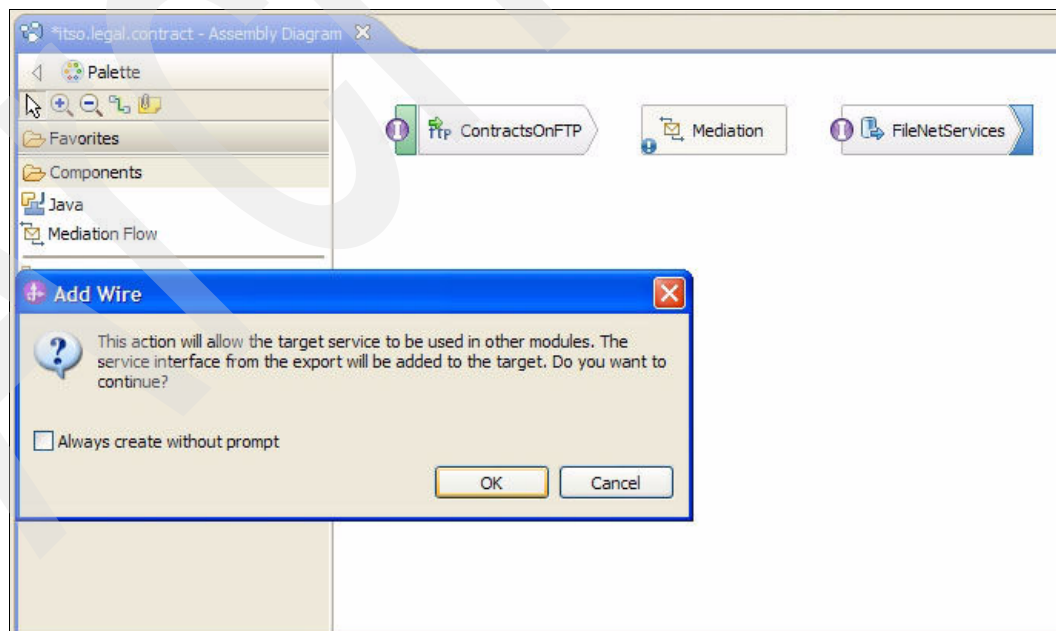 *itso.legal.contract - Assembly Diagram
Palette
Favorites
Components
Java
Mediation Flow
FTP ContractsOnFTP
Mediation
FileNetServices
Add Wire
This action will allow the target service to be used in other modules. The
service interface from the export will be added to the target. Do you want to
continue?
Always create without prompt
OK
Cancel